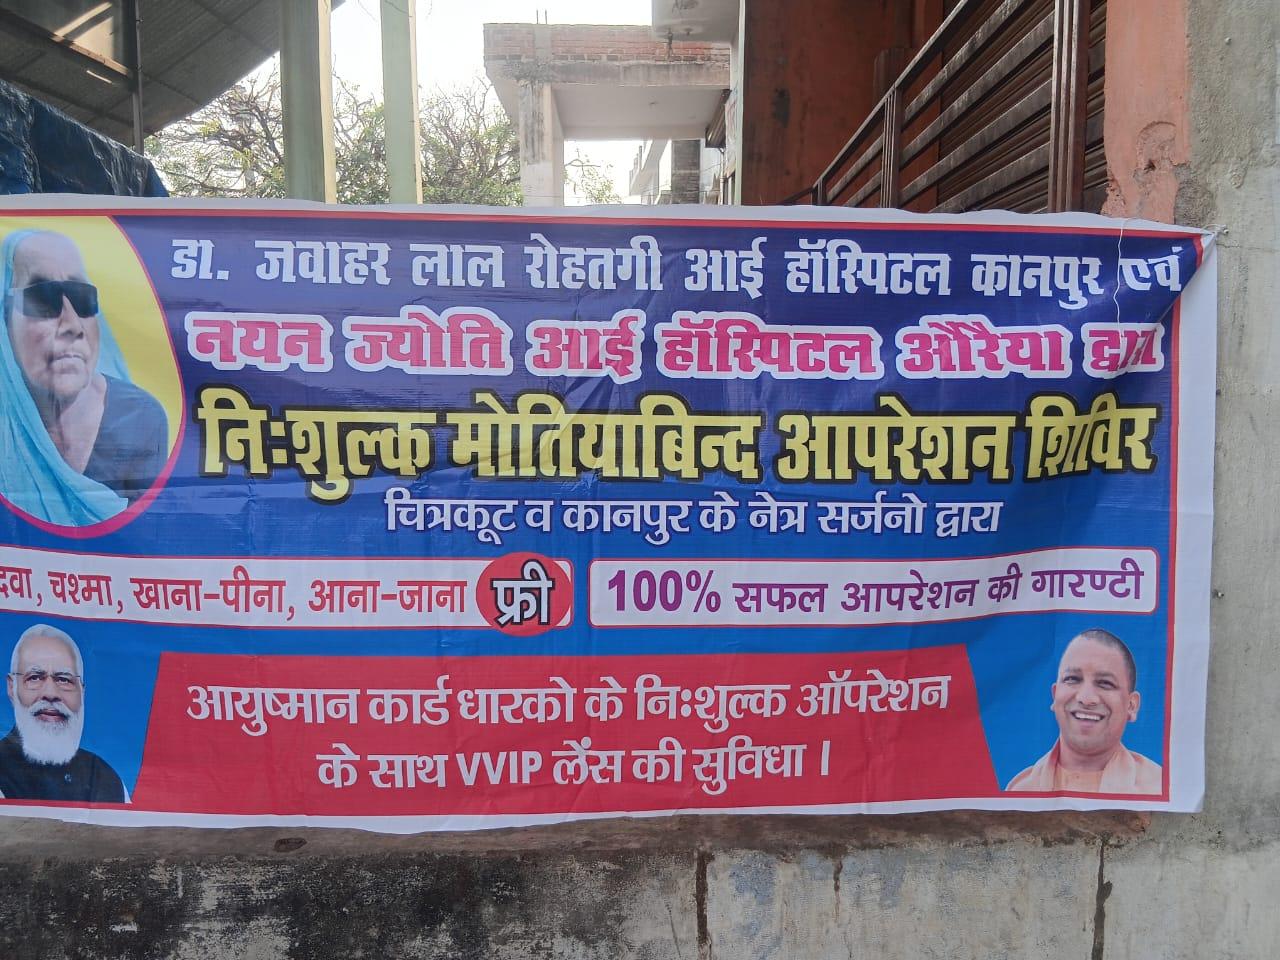 डा. जवाहर लाल रोहतगी आई हॉस्पिटल कानपुर एवं
नयन ज्योति आई हॉस्पिटल औरैया द्वारा
निःशुल्क मोतियाबिन्द आपरेशन शिविर
चित्रकूट व कानपुर के नेत्र सर्जनो द्वारा
दवा, चश्मा, खाना-पीना, आना-जाना फ्री
100% सफल आपरेशन की गारण्टी
आयुष्मान कार्ड धारको के निःशुल्क ऑपरेशन
के साथ VVIP लेंस की सुविधा ।